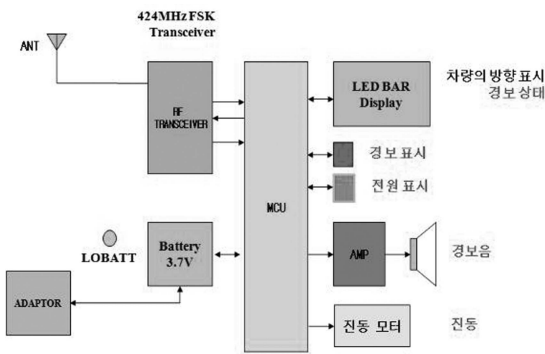 424MHz FSK
Transceiver
ANT
RF
TRANSCEIVER
MCU
LED BAR
Display
차량의 방향 표시
경보 상태
경보 표시
전원 표시
LOBATT
Battery
3.7V
AMP
경보음
ADAPTOR
진동 모터
진동